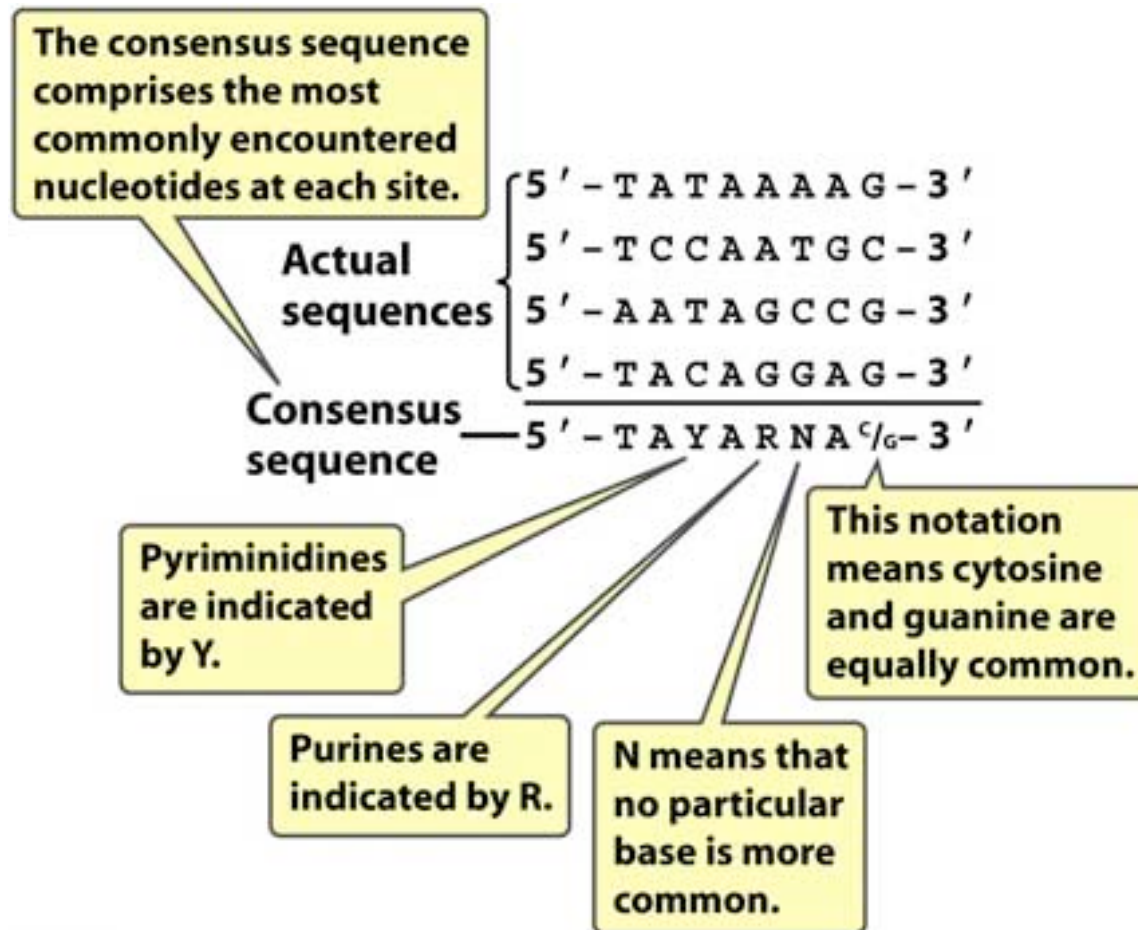 The consensus sequence
comprises the most
commonly encountered
nucleotides at each site.
Actual
sequences
5′-TATAAAAG-3′
5′-TCCAATGC-3′
5′-AATAGCCG-3′
5′-TACAGGAG-3′
Consensus
sequence
5′-TAYARNA C/G-3′
Pyriminidines
are indicated
by Y.
Purines are
indicated by R.
N means that
no particular
base is more
common.
This notation
means cytosine
and guanine are
equally common.